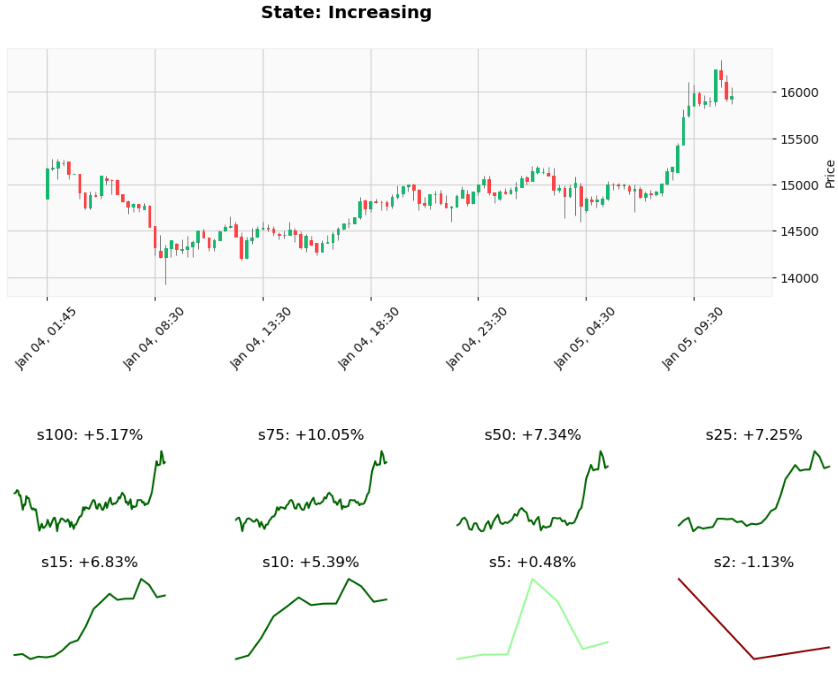 State: Increasing
16000
15500
15000
14500
14000
Price
Jan 04, 01:45
Jan 04, 08:30
Jan 04, 13:30
Jan 04, 18:30
Jan 04, 23:30
Jan 05, 04:30
Jan 05, 09:30
s100: +5.17%
s75: +10.05%
s50: +7.34%
s25: +7.25%
s15: +6.83%
s10: +5.39%
s5: +0.48%
s2: -1.13%